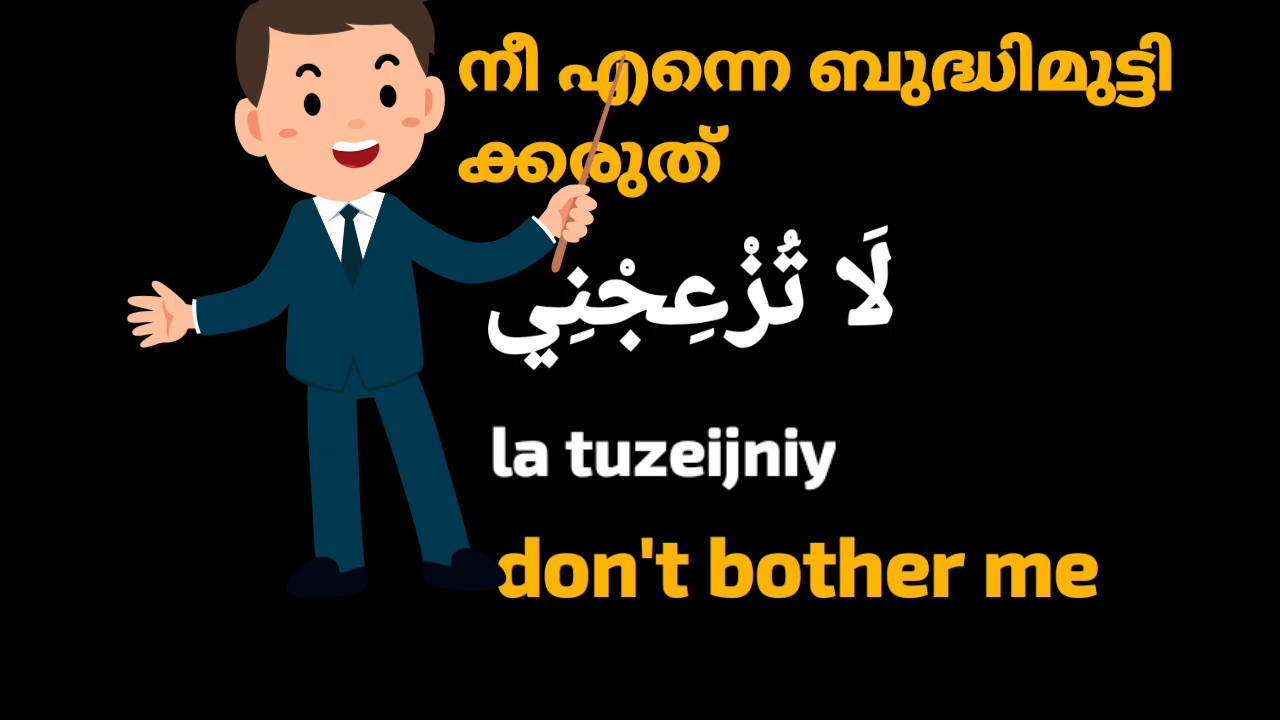 നീ എന്നെ ബുദ്ധിമുട്ടി
ക്കരുത്
لَا تُزْعِجْنِي
la tuzeijniy
don't bother me